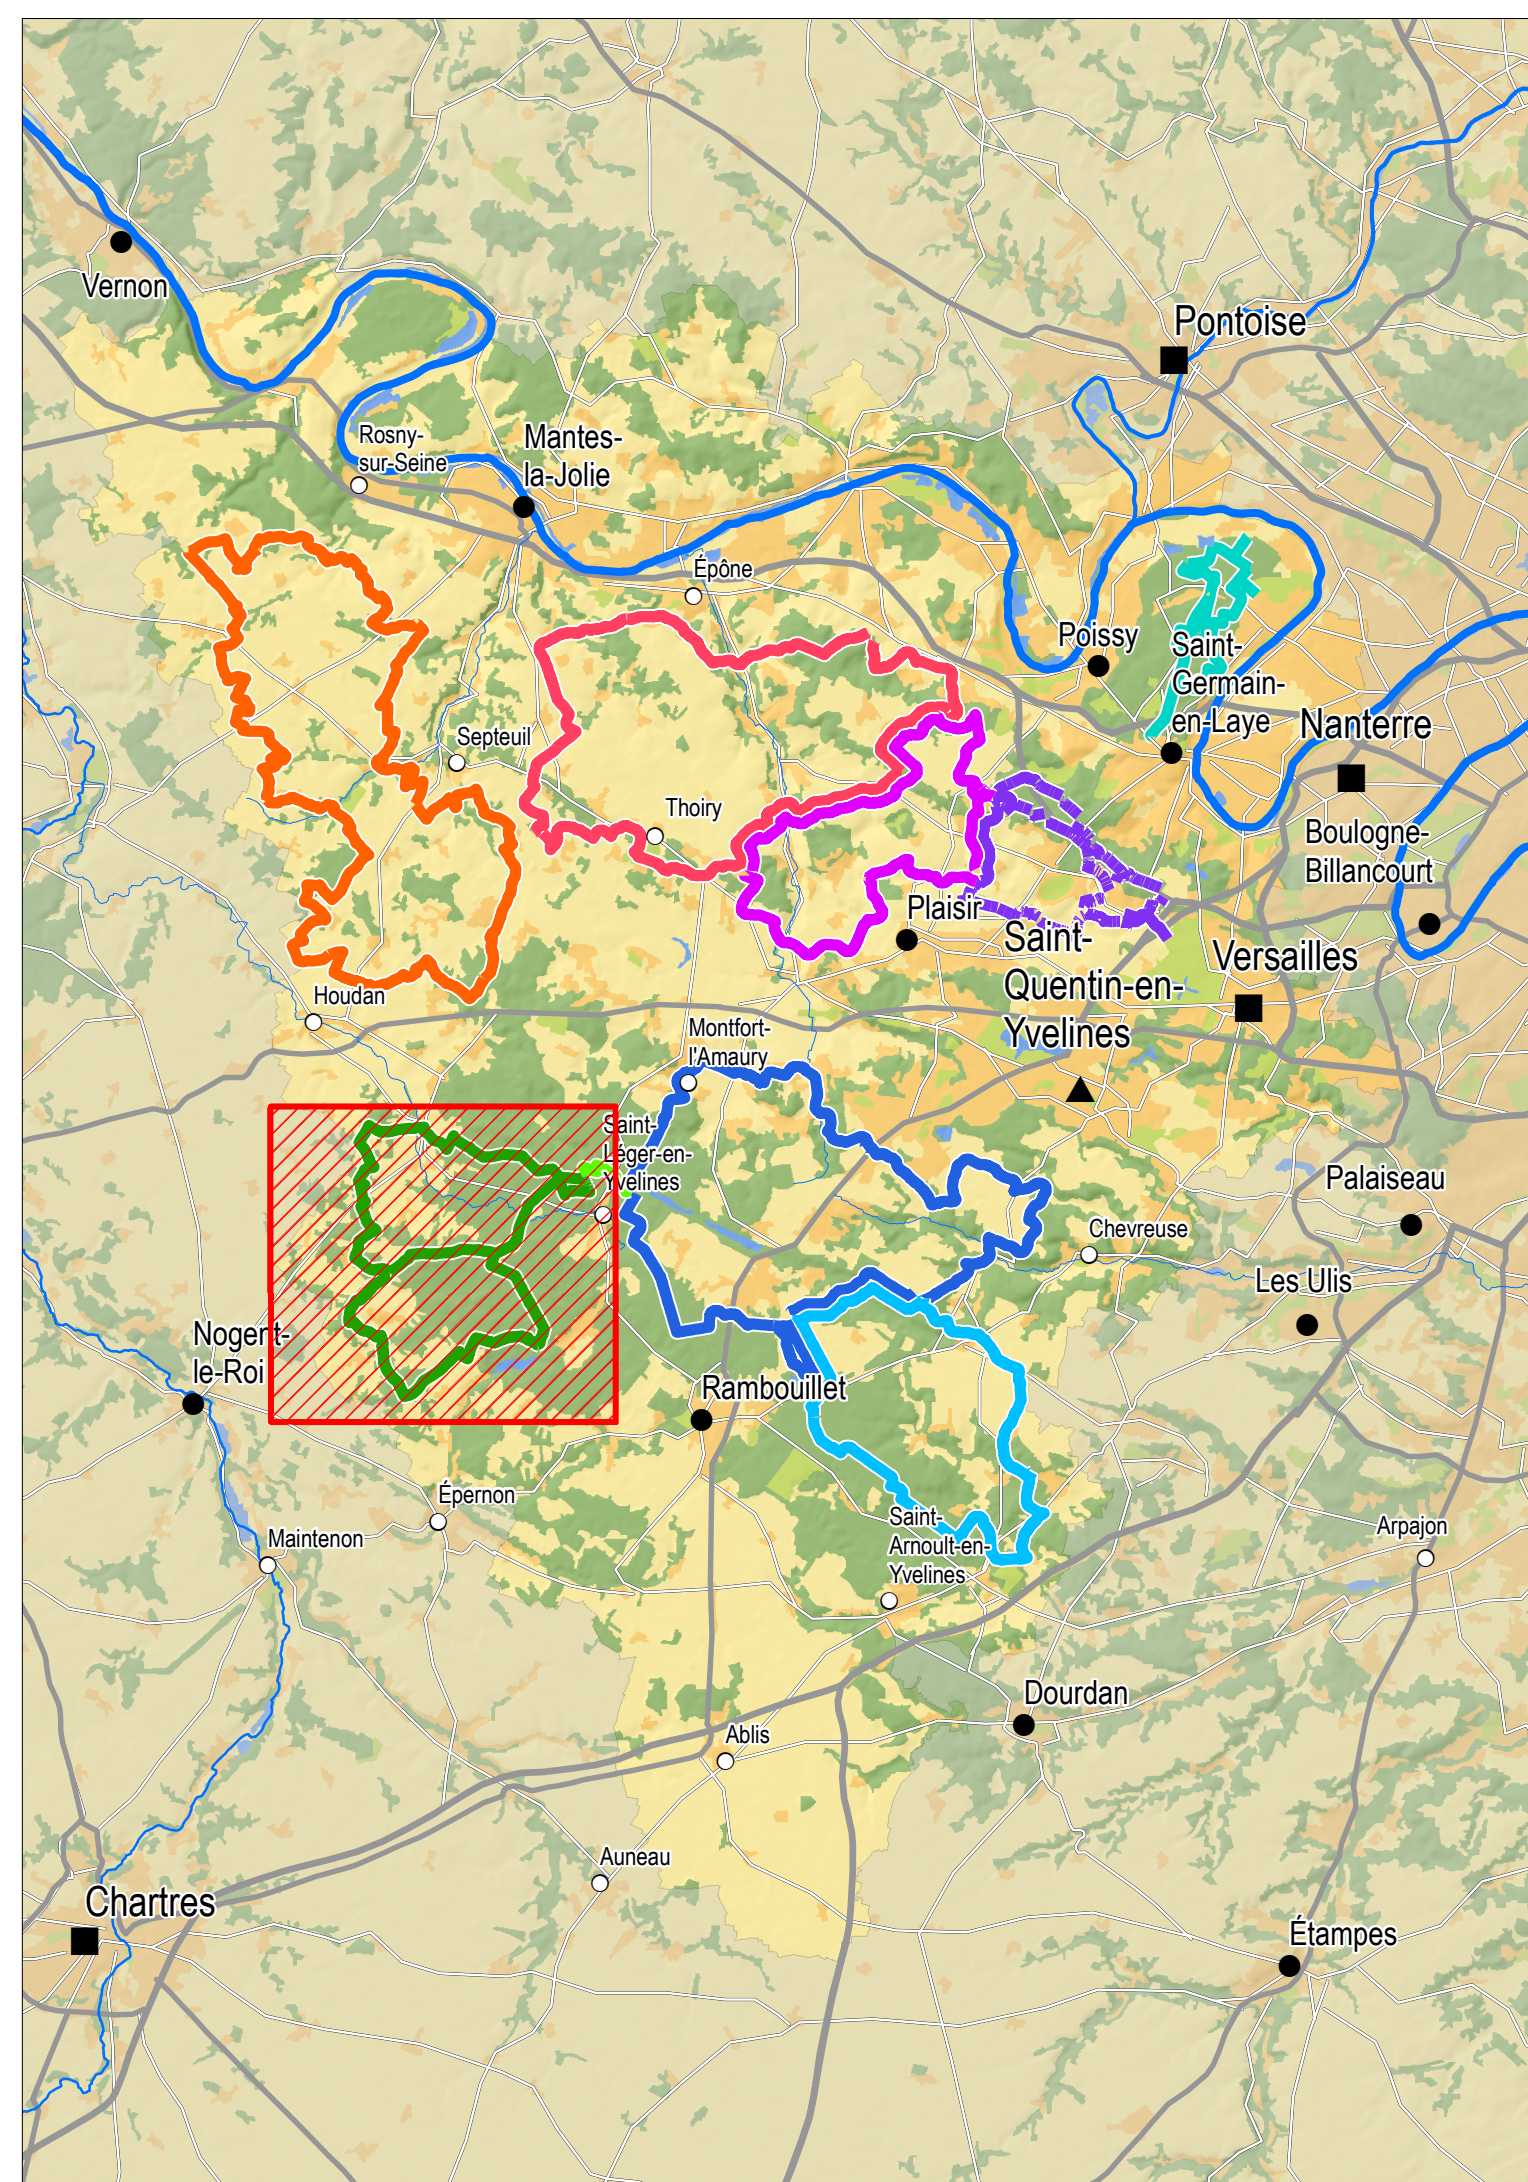 Vernon
Pontoise
Rosny-
sur-Seine
Mantes-
la-Jolie
Épône
Poissy
Saint-
Germain-
en-Laye
Nanterre
Septeuil
Thoiry
Boulogne-
Billancourt
Plaisir
Saint-
Quentin-en-
Yvelines
Versailles
Houdan
Montfort-
l'Amaury
Saint-
Léger-en-
Yvelines
Palaiseau
Chevreuse
Les Ulis
Nogent-
le-Roi
Rambouillet
Épernon
Maintenon
Saint-
Arnoult-en-
Yvelines
Arpajon
Dourdan
Ablis
Auneau
Chartres
Étampes